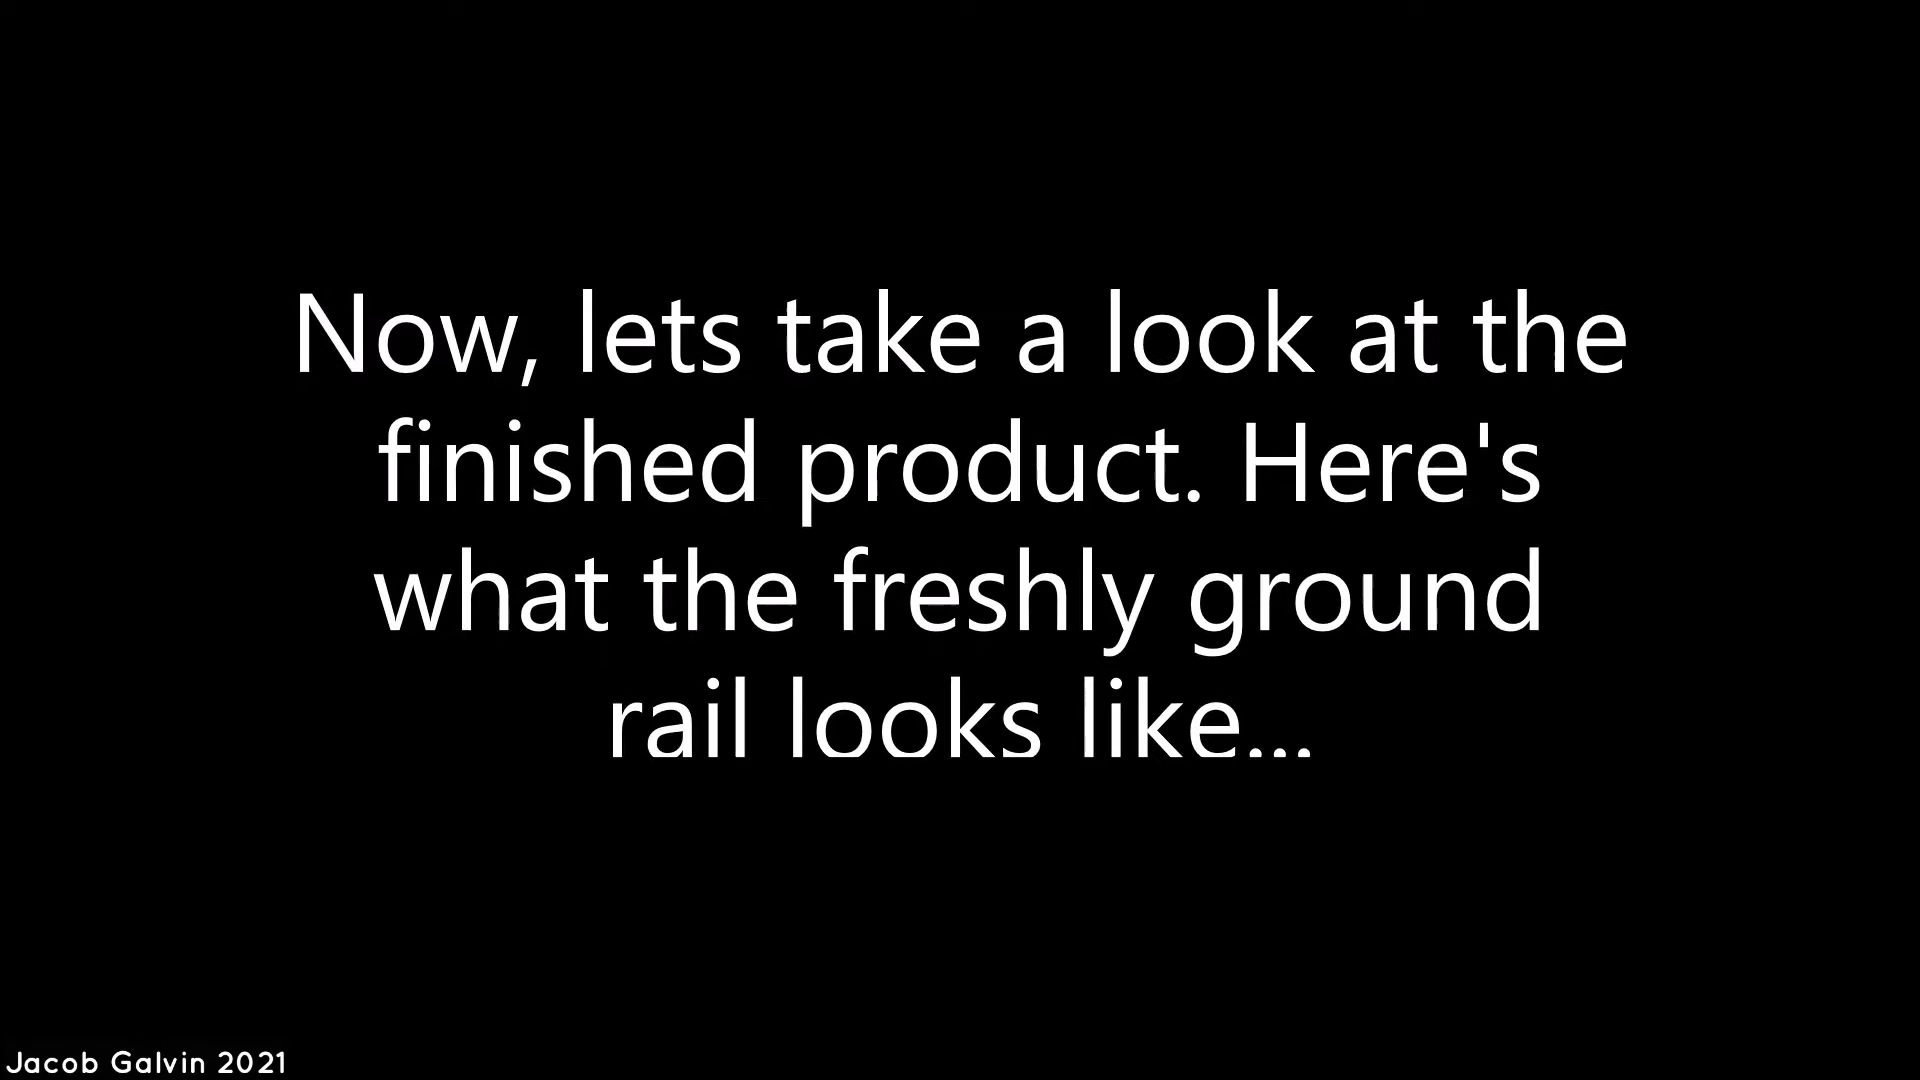 Now, lets take a look at the
finished product. Here's
what the freshly ground
rail looks like...
Jacob Galvin 2021